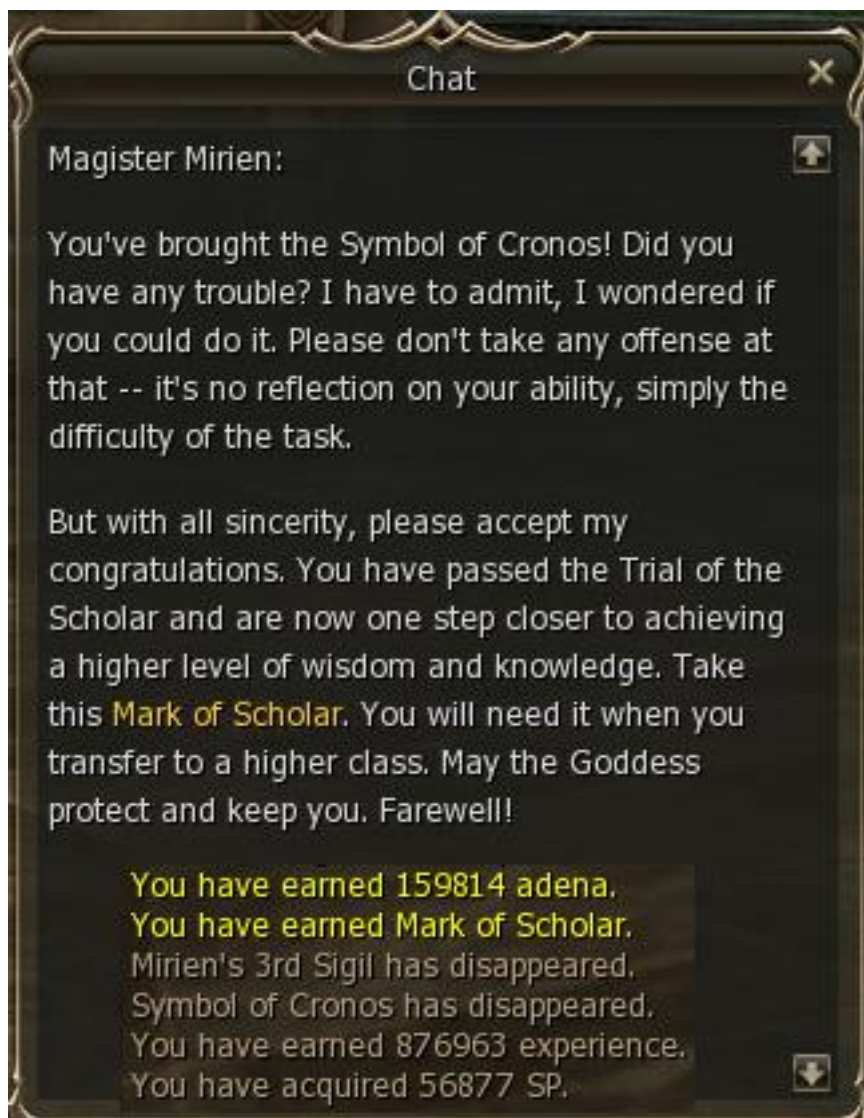 Chat
Magister Mirien:
You've brought the Symbol of Cronos! Did you
have any trouble? I have to admit, I wondered if
you could do it. Please don't take any offense at
that -- it's no reflection on your ability, simply the
difficulty of the task.
But with all sincerity, please accept my
congratulations. You have passed the Trial of the
Scholar and are now one step closer to achieving
a higher level of wisdom and knowledge. Take
this Mark of Scholar. You will need it when you
transfer to a higher class. May the Goddess
protect and keep you. Farewell!
You have earned 159814 adena.
You have earned Mark of Scholar.
Mirien's 3rd Sigil has disappeared.
Symbol of Cronos has disappeared.
You have earned 876963 experience.
You have acquired 56877 SP.